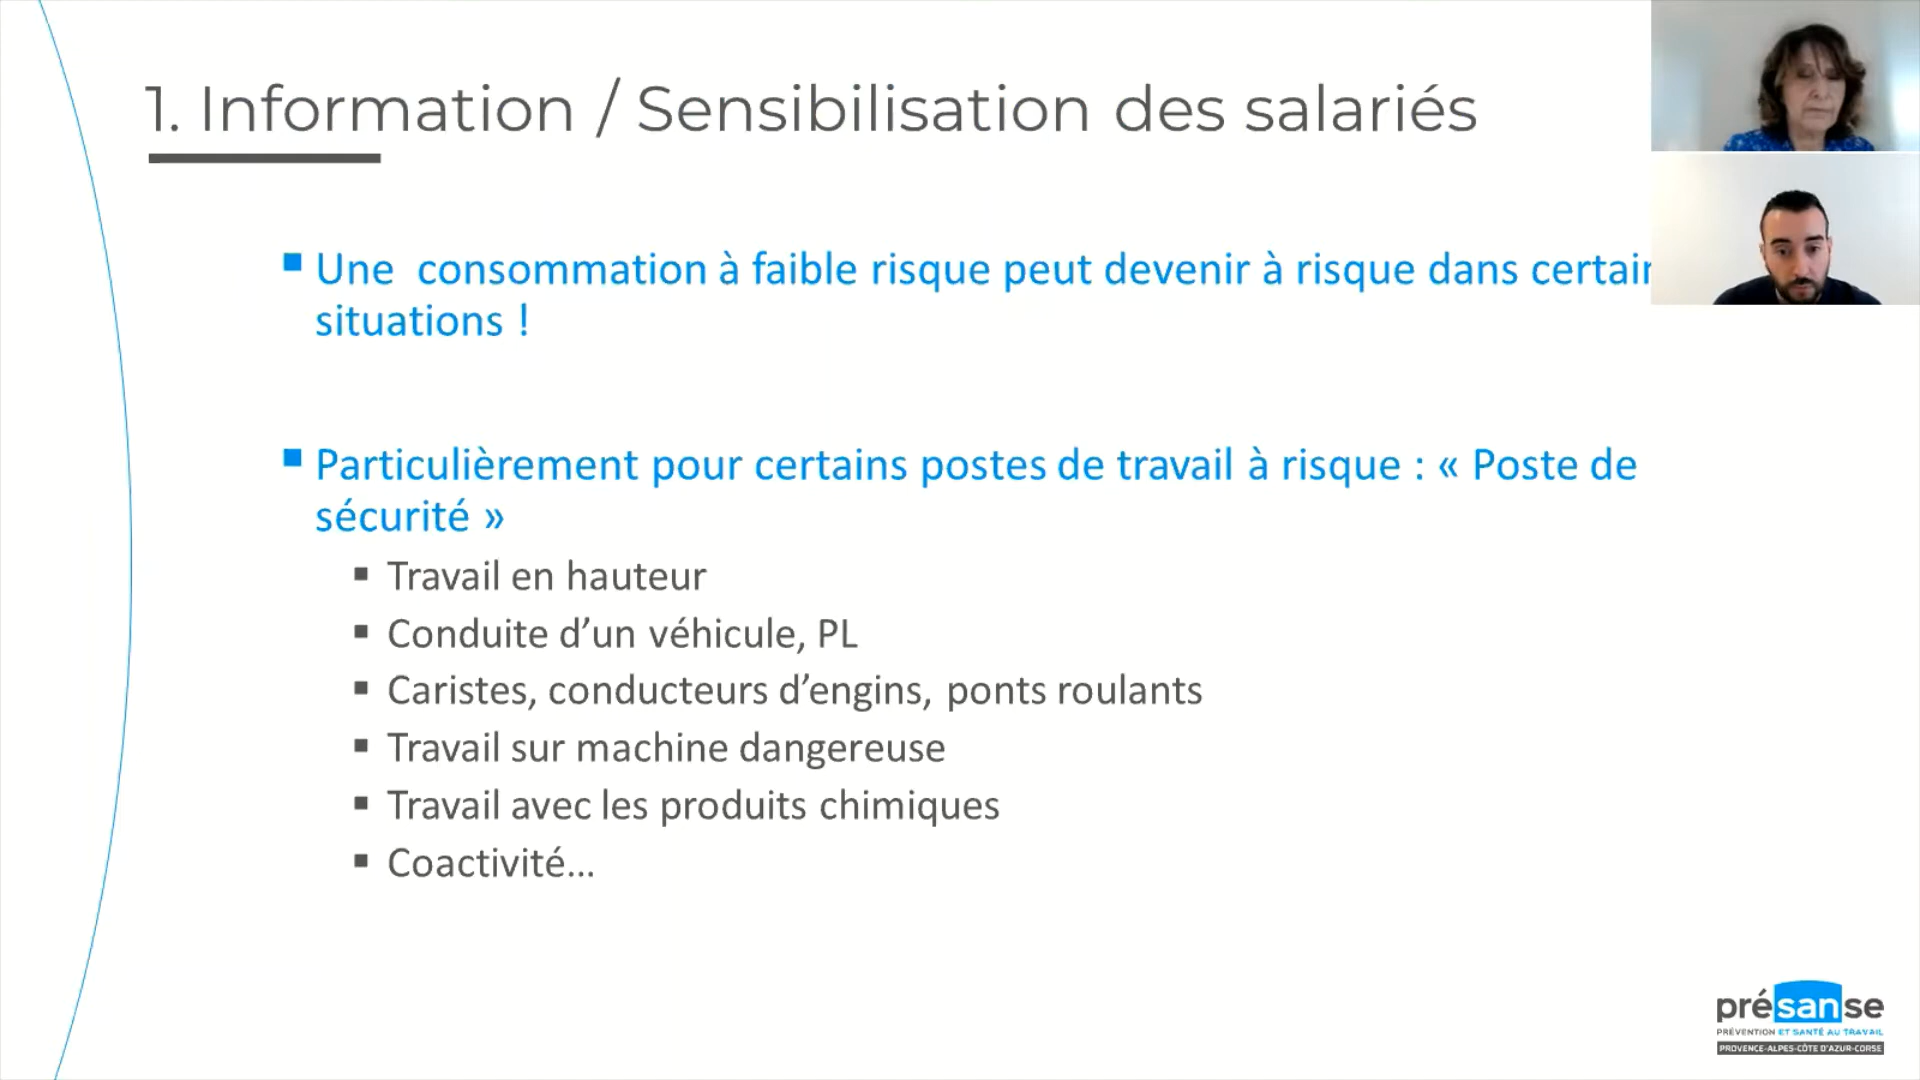 1. Information / Sensibilisation des salariés
▪ Une consommation à faible risque peut devenir à risque dans
situations !
▪ Particulièrement pour certains postes de travail à risque : « Poste de
sécurité »
▪ Travail en hauteur
▪ Conduite d’un véhicule, PL
▪ Caristes, conducteurs d’engins, ponts roulants
▪ Travail sur machine dangereuse
▪ Travail avec les produits chimiques
▪ Coactivité...
présanse
PRÉVENTION ET SANTÉ AU TRAVAIL
PROVENCE-ALPES-CÔTE D'AZUR-CORSE